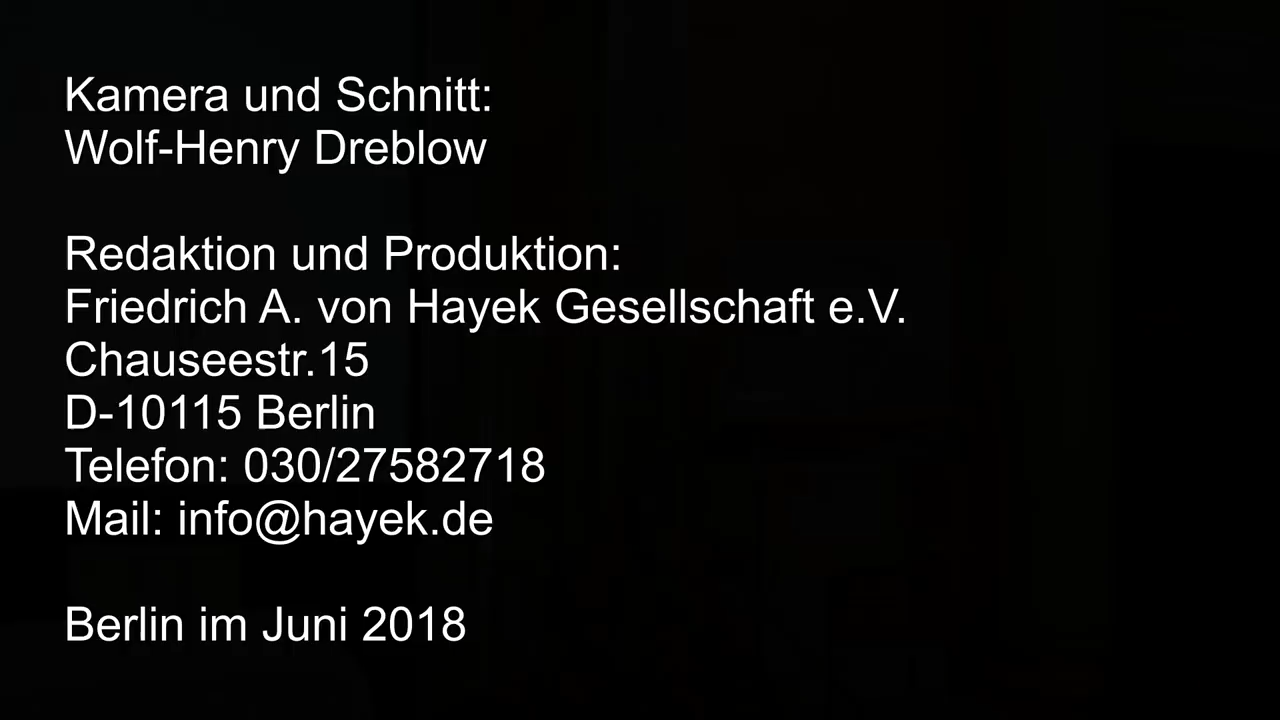 Kamera und Schnitt:
Wolf-Henry Dreblow
Redaktion und Produktion:
Friedrich A. von Hayek Gesellschaft e.V.
Chauseestr.15
D-10115 Berlin
Telefon: 030/27582718
Mail: info@hayek.de
Berlin im Juni 2018